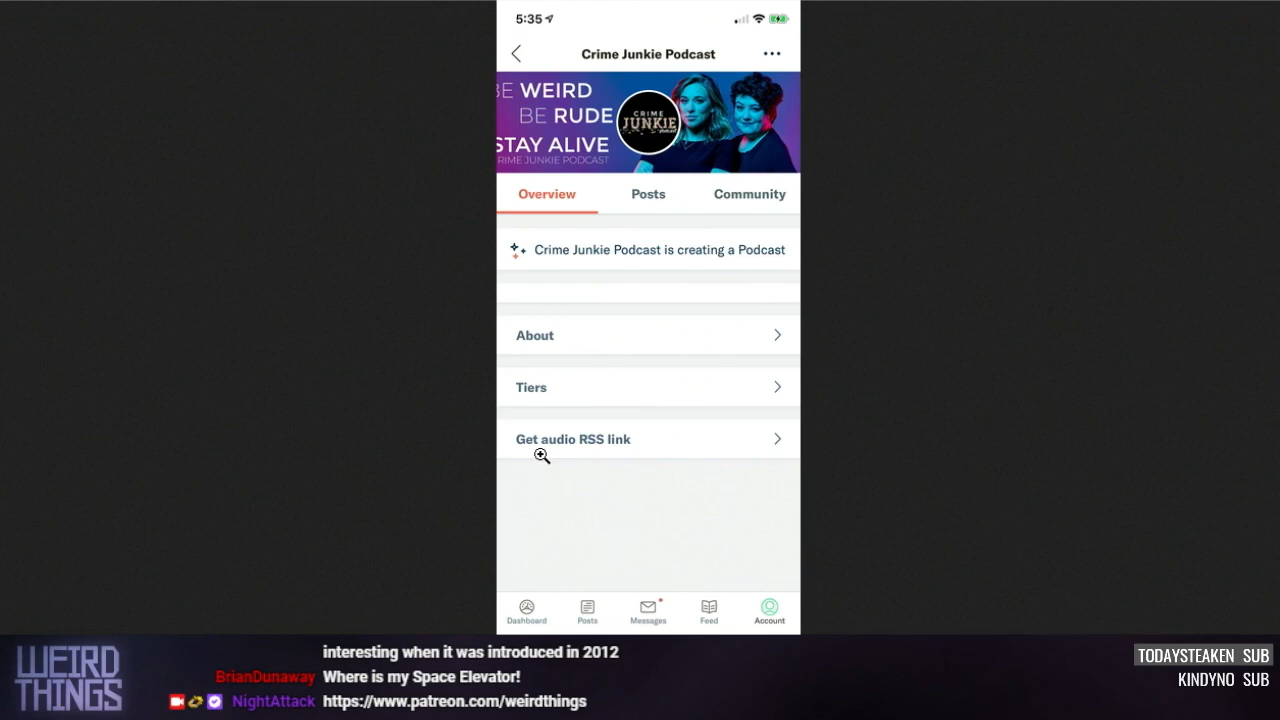 5:35
Crime Junkie Podcast
BE WEIRD
BE RUDE
STAY ALIVE
CRIME JUNKIE PODCAST
CRIME
JUNKIE
podcast
Overview
Posts
Community
Crime Junkie Podcast is creating a Podcast
About
Tiers
Get audio RSS link
Dashboard
Posts
Messages
Feed
Account
WEIRD
THINGS
interesting when it was introduced in 2012
BrianDunaway Where is my Space Elevator!
NightAttack https://www.patreon.com/weirdthings
TODAYSTEAKEN SUB
KINDYNO SUB